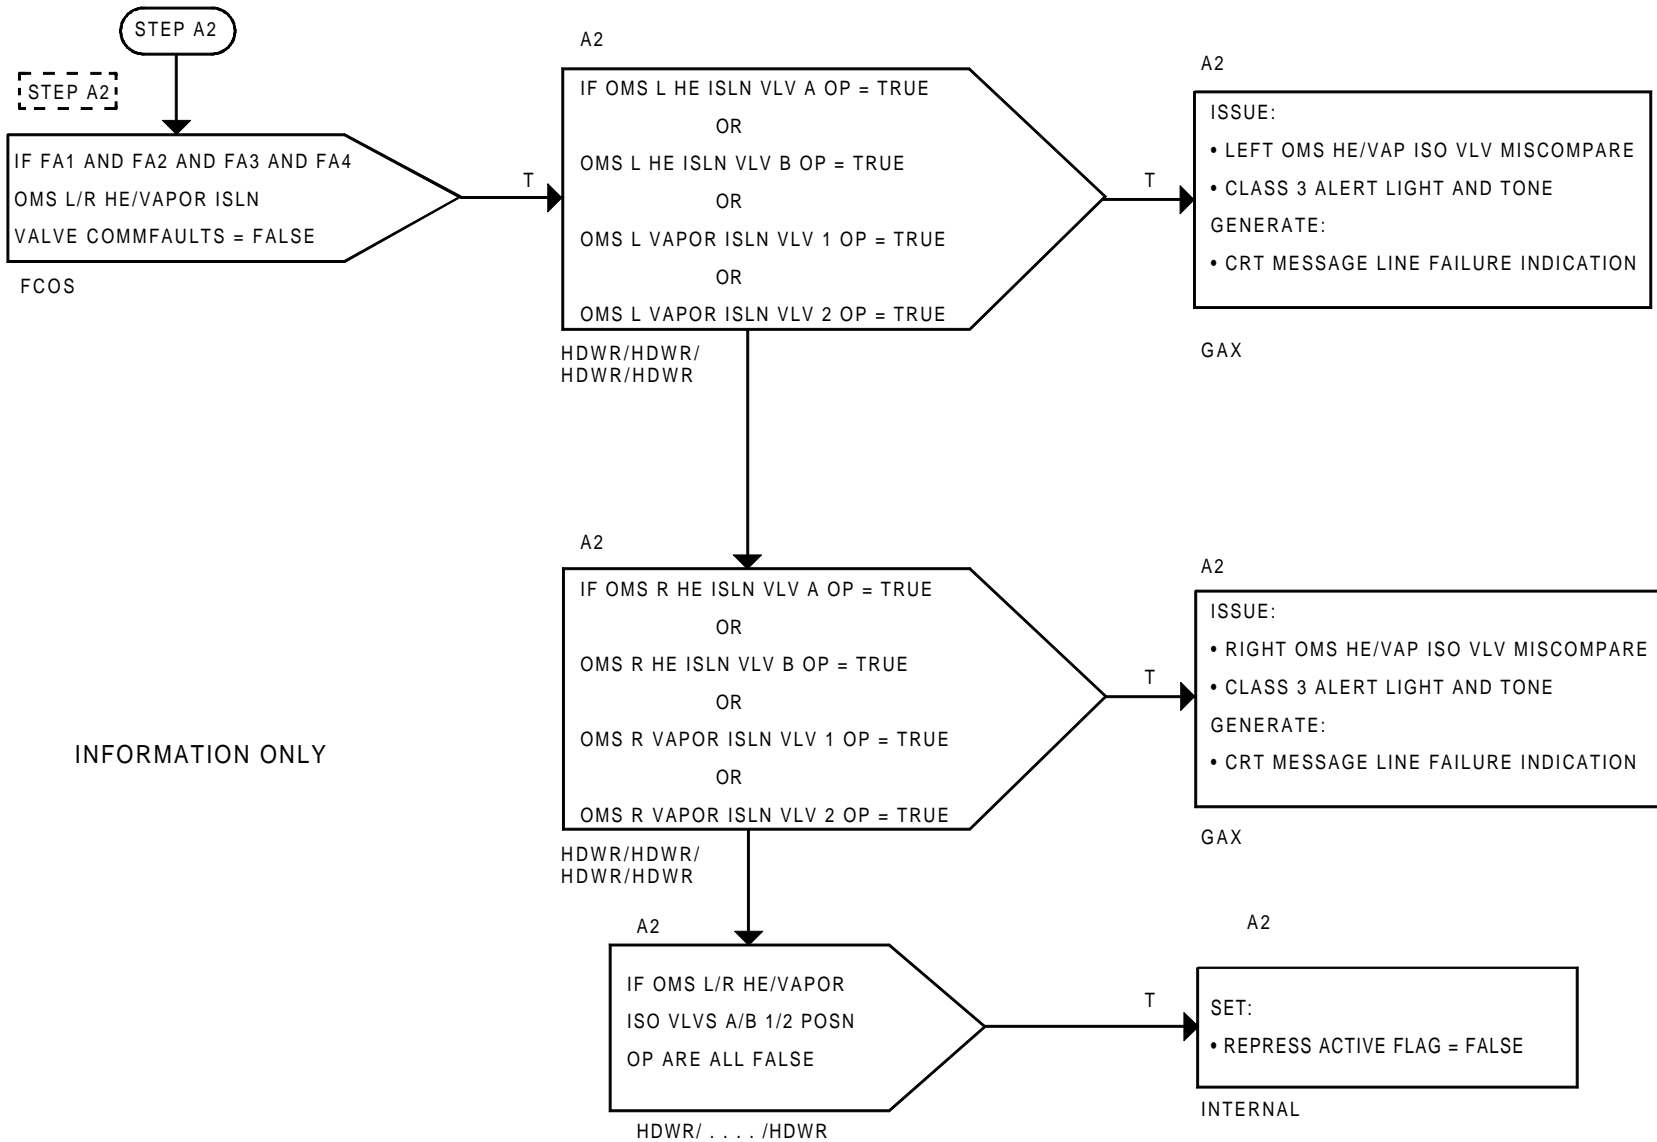 STEP A2
STEP A2
IF FA1 AND FA2 AND FA3 AND FA4
OMS L/R HE/VAPOR ISLN
VALVE COMMFAULTS = FALSE
FCOS
T
A2
IF OMS L HE ISLN VLV A OP = TRUE
OR
OMS L HE ISLN VLV B OP = TRUE
OR
OMS L VAPOR ISLN VLV 1 OP = TRUE
OR
OMS L VAPOR ISLN VLV 2 OP = TRUE
HDWR/HDWR/
HDWR/HDWR
T
A2
ISSUE:
• LEFT OMS HE/VAP ISO VLV MISCOMPARE
• CLASS 3 ALERT LIGHT AND TONE
GENERATE:
• CRT MESSAGE LINE FAILURE INDICATION
GAX
A2
IF OMS R HE ISLN VLV A OP = TRUE
OR
OMS R HE ISLN VLV B OP = TRUE
OR
OMS R VAPOR ISLN VLV 1 OP = TRUE
OR
OMS R VAPOR ISLN VLV 2 OP = TRUE
HDWR/HDWR/
HDWR/HDWR
T
A2
ISSUE:
• RIGHT OMS HE/VAP ISO VLV MISCOMPARE
• CLASS 3 ALERT LIGHT AND TONE
GENERATE:
• CRT MESSAGE LINE FAILURE INDICATION
GAX
INFORMATION ONLY
A2
IF OMS L/R HE/VAPOR
ISO VLVS A/B 1/2 POSN
OP ARE ALL FALSE
HDWR/ . . . . /HDWR
T
A2
SET:
• REPRESS ACTIVE FLAG = FALSE
INTERNAL